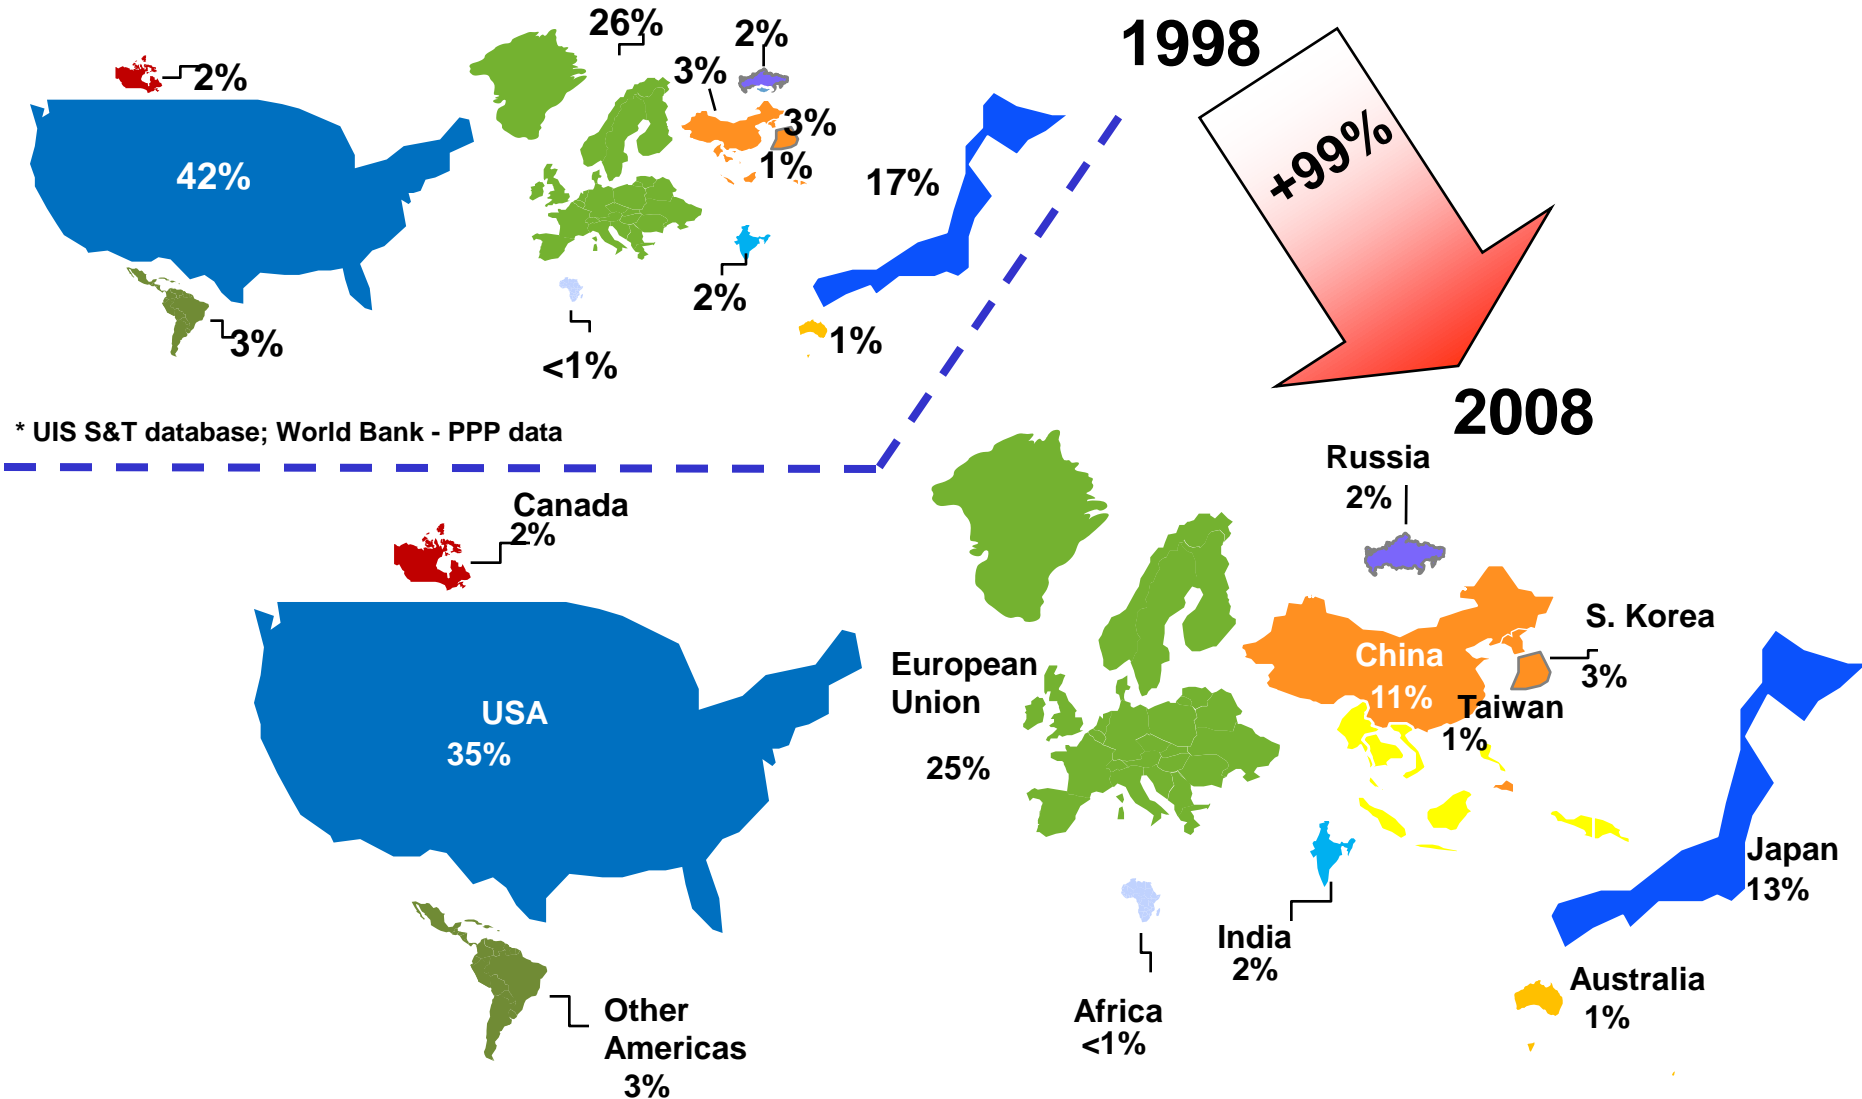 26%
2%
1998
2%
3%
3%
1%
42%
17%
+99%
2%
3%
<1%
1%
2008
* UIS S&T database; World Bank - PPP data
Russia
2%
Canada
2%
S. Korea
3%
China
11%
European
Union
25%
Taiwan
1%
USA
35%
Japan
13%
India
2%
Australia
1%
Africa
<1%
Other
Americas
3%